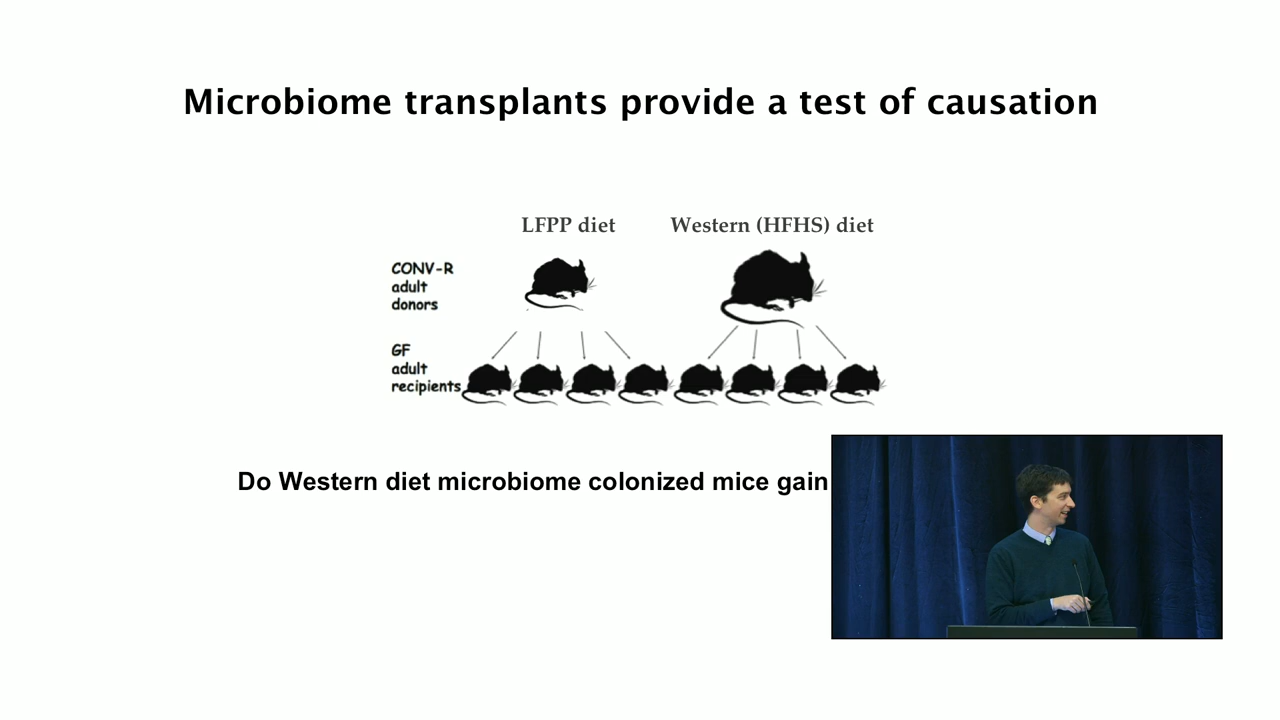 Microbiome transplants provide a test of causation
LFPP diet
Western (HFHS) diet
CONV-R
adult
donors
GF
adult
recipients
Do Western diet microbiome colonized mice gain